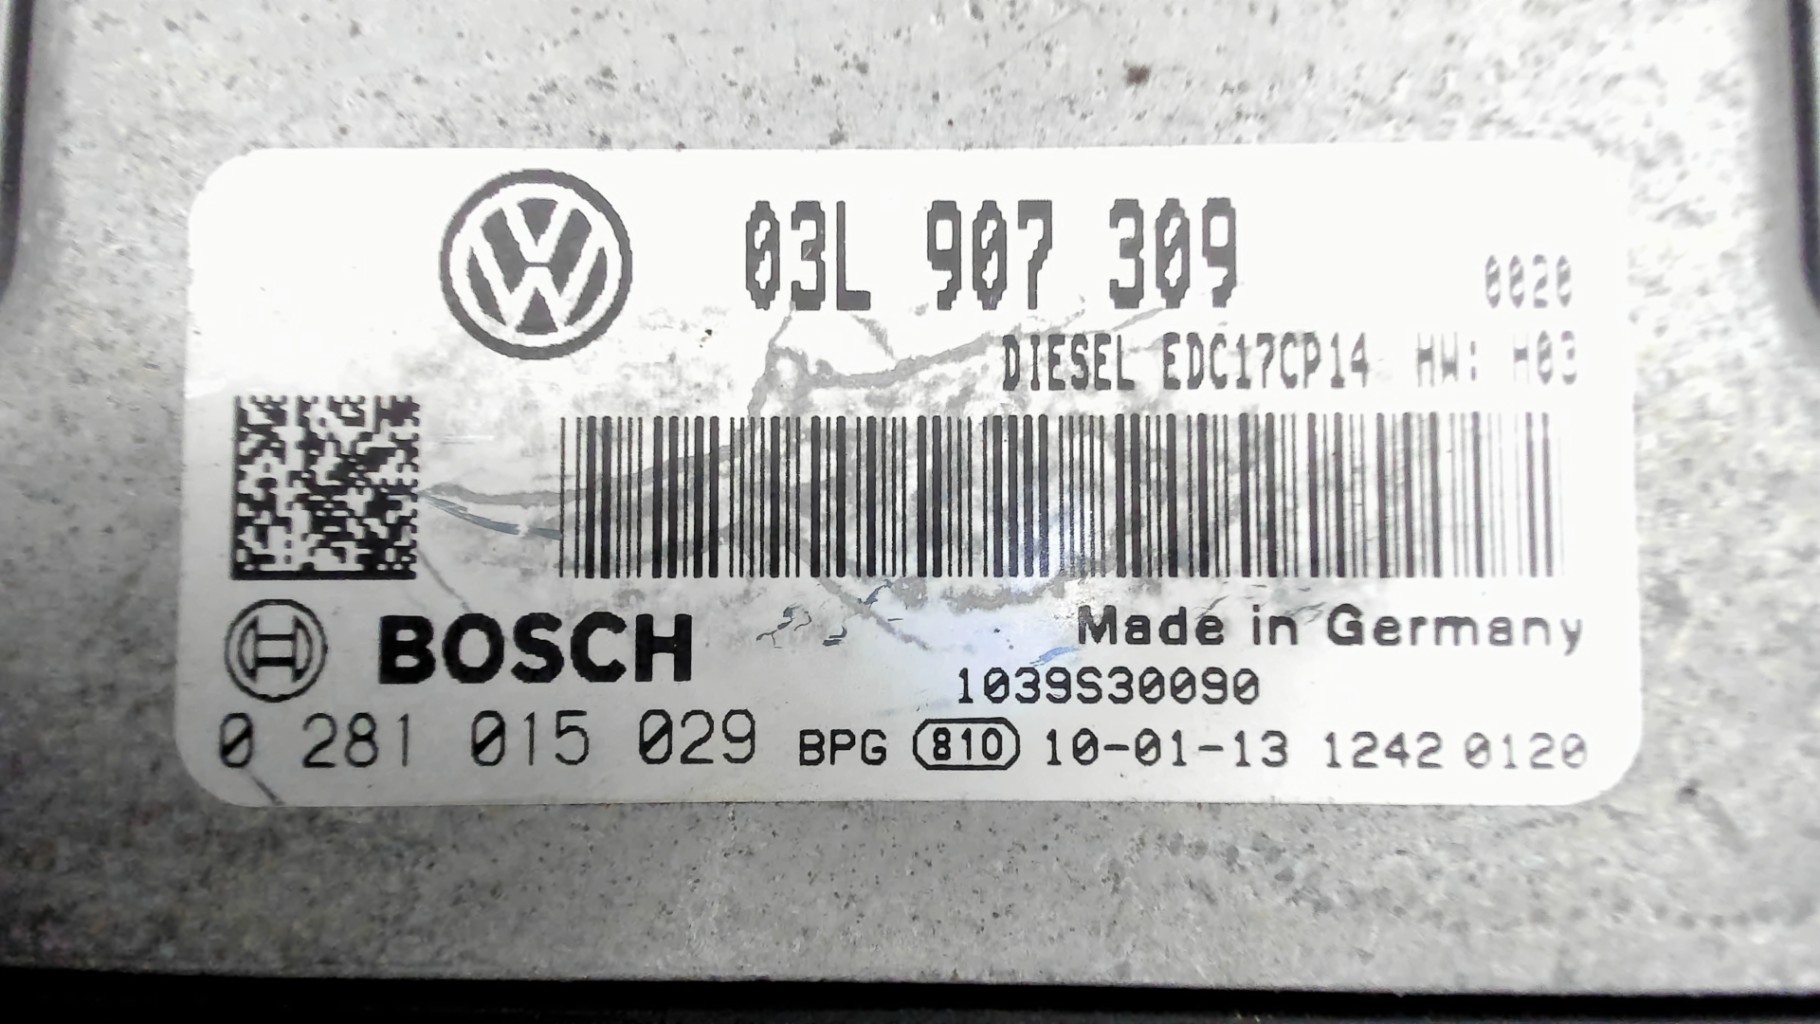 03L 907 309
0020
DIESEL EDC17CP14 HW: H03
BOSCH
Made in Germany
1039S30090
0 281 015 029 BPG 810 10-01-13 1242 0120